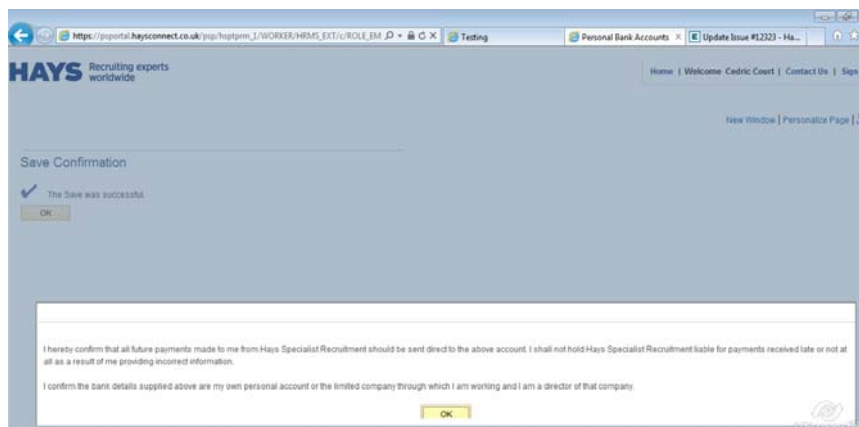 https://psportal.haysconnect.co.uk/psp/hsptprm_1/WORKER/HRMS_EXT/c/ROLE_EM
Testing
Personal Bank Accounts
Update Issue #12323 - Ha...
HAYS Recruiting experts
worldwide
Home | Welcome Cedric Court | Contact Us | Sign
New Window | Personalize Page |
Save Confirmation
The Save was successful.
OK
I hereby confirm that all future payments made to me from Hays Specialist Recruitment should be sent direct to the above account. I shall not hold Hays Specialist Recruitment liable for payments received late or not at
all as a result of me providing incorrect information.
I confirm the bank details supplied above are my own personal account or the limited company through which I am working and I am a director of that company.
OK